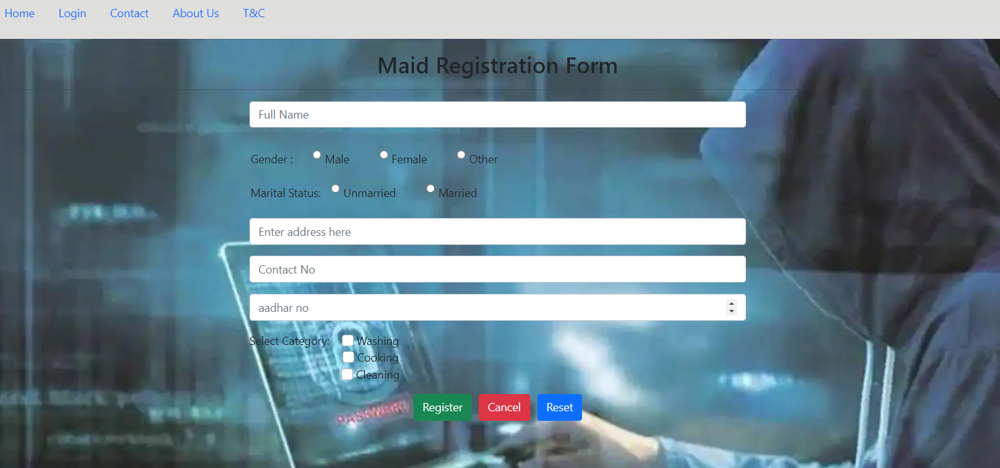 Home Login Contact About Us T&C
Maid Registration Form
Full Name
Gender : Male Female Other
Marital Status: Unmarried Married
Enter address here
Contact No
aadhar no
Select Category: Washing
Cooking
Cleaning
PASSWORD
Register Cancel Reset